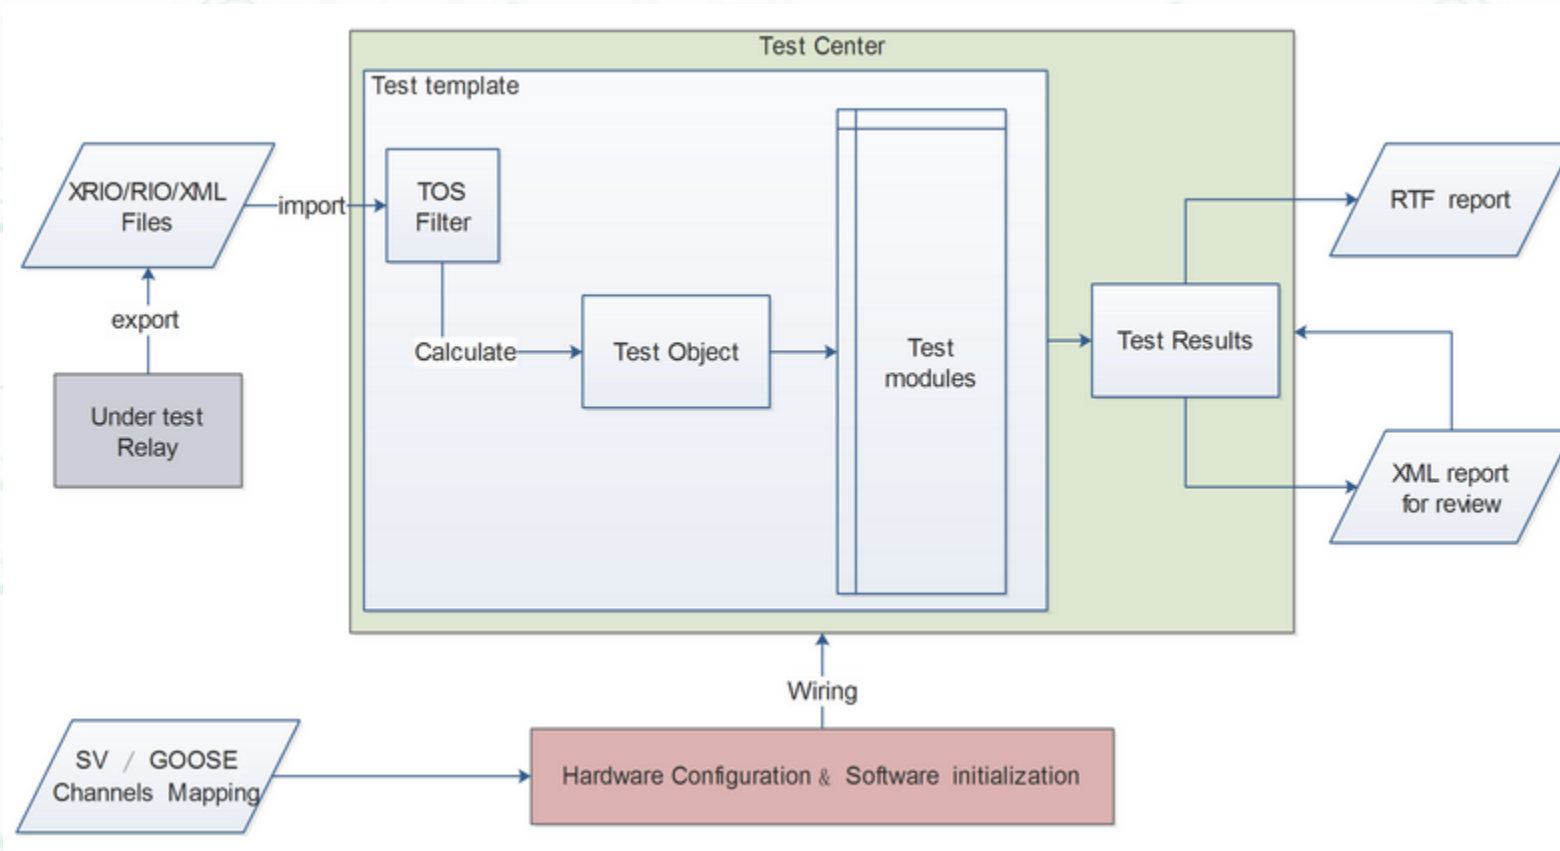 Test Center
Test template
XRIO/RIO/XML
Files
import
TOS
Filter
export
Under test
Relay
Calculate
Test Object
Test
modules
Test Results
RTF report
XML report
for review
Wiring
SV / GOOSE
Channels Mapping
Hardware Configuration & Software initialization